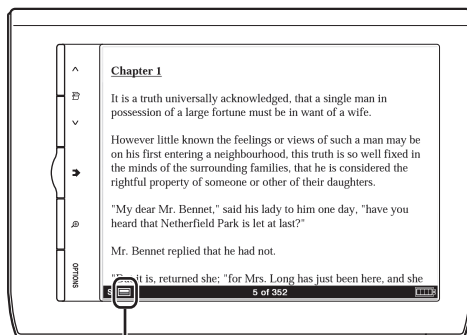 OPTIONS
Chapter 1
It is a truth universally acknowledged, that a single man in
possession of a large fortune must be in want of a wife.
However little known the feelings or views of such a man may be
on his first entering a neighbourhood, this truth is so well fixed in
the minds of the surrounding families, that he is considered the
rightful property of someone or other of their daughters.
"My dear Mr. Bennet," said his lady to him one day, "have you
heard that Netherfield Park is let at last?"
Mr. Bennet replied that he had not.
it is, returned she; "for Mrs. Long has just been here, and she
S
5 of 352